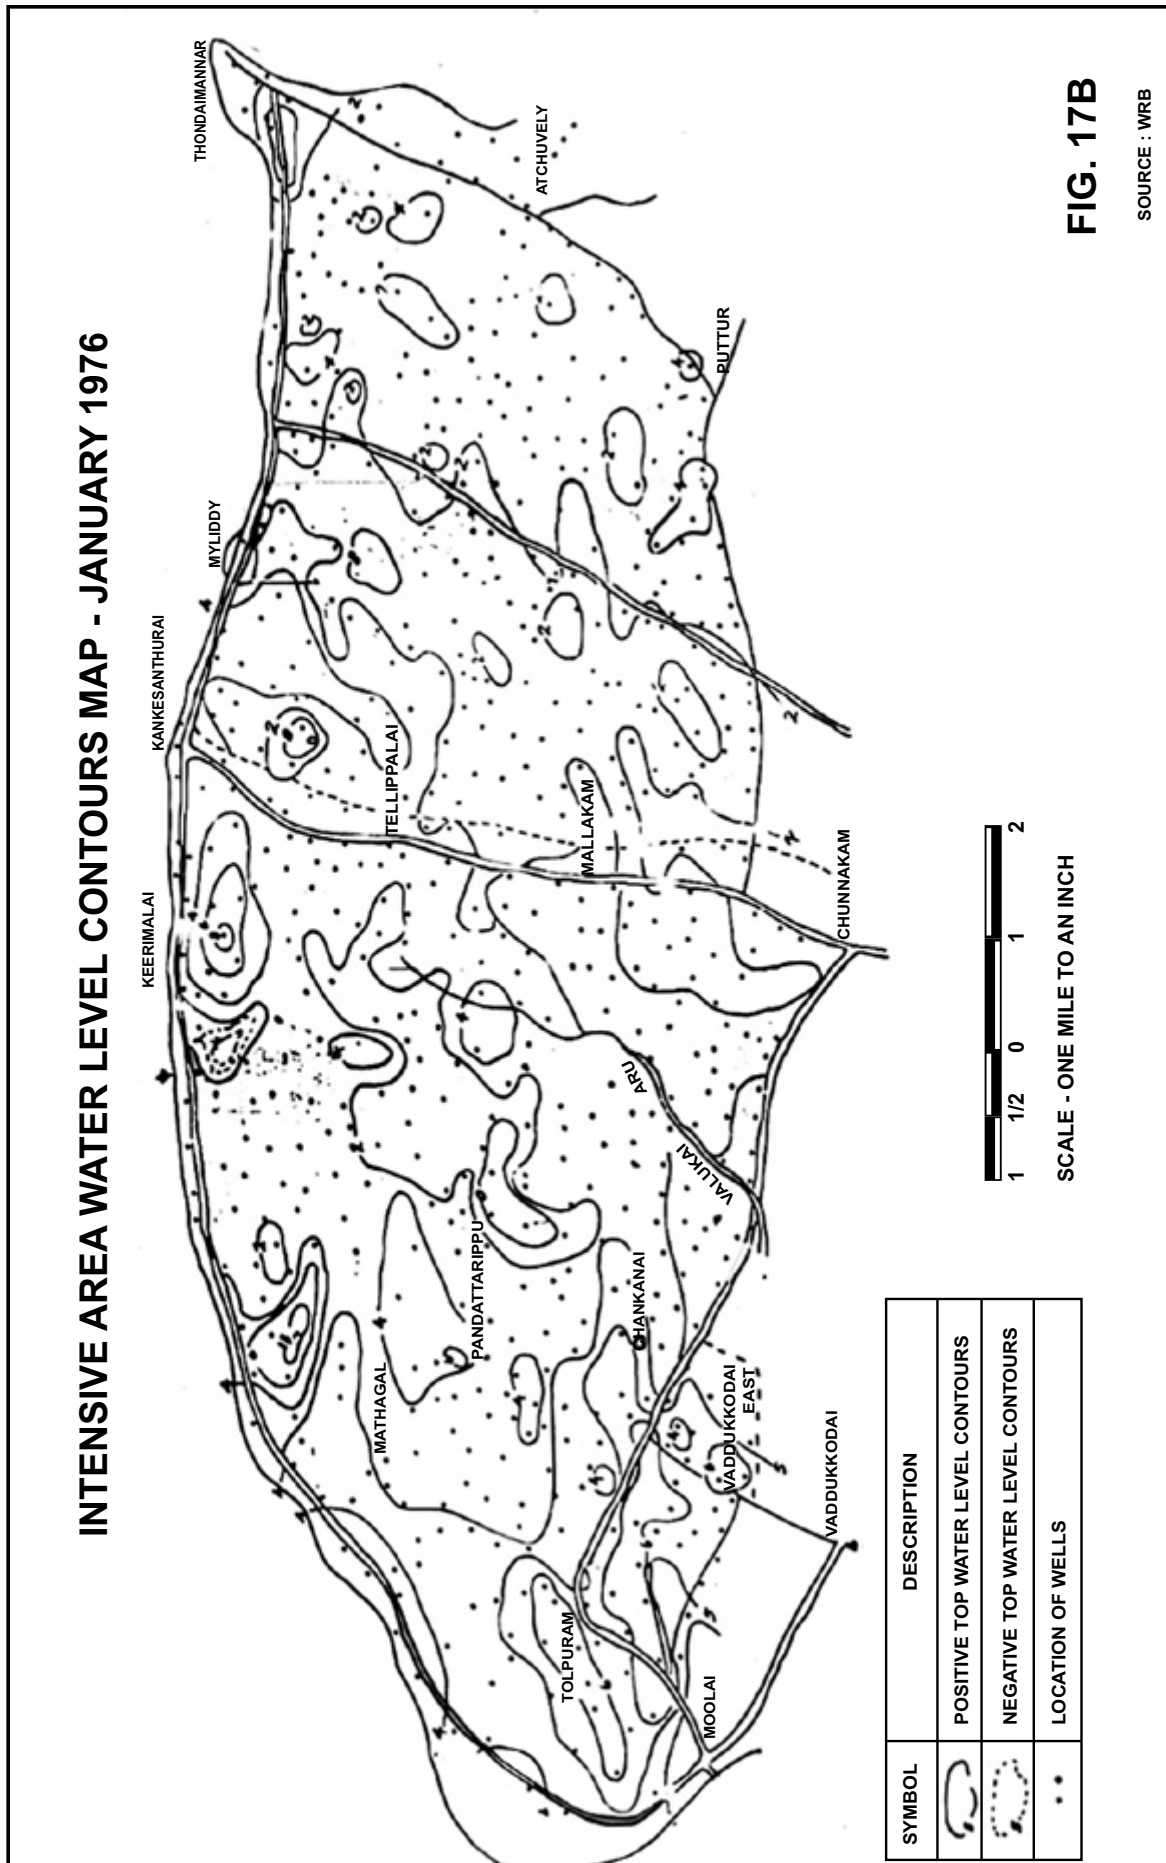 INTENSIVE AREA WATER LEVEL CONTOURS MAP - JANUARY 1976
THONDAIMANNAR
MYLIDDY
KANKESANTHURAI
KEERIMALAI
ATCHUVELY
PUTTUR
TELLIPPALAI
MALLAKAM
CHUNNAKAM
ARU
VALUKAI
PANDATTARIPPU
CHANKANAI
MATHAGAL
VADDUKKODAI
EAST
VADDUKKODAI
TOLPURAM
MOOLAI
1 1/2 0 1 2
SCALE - ONE MILE TO AN INCH
SYMBOL DESCRIPTION
POSITIVE TOP WATER LEVEL CONTOURS
NEGATIVE TOP WATER LEVEL CONTOURS
LOCATION OF WELLS
FIG. 17B
SOURCE : WRB